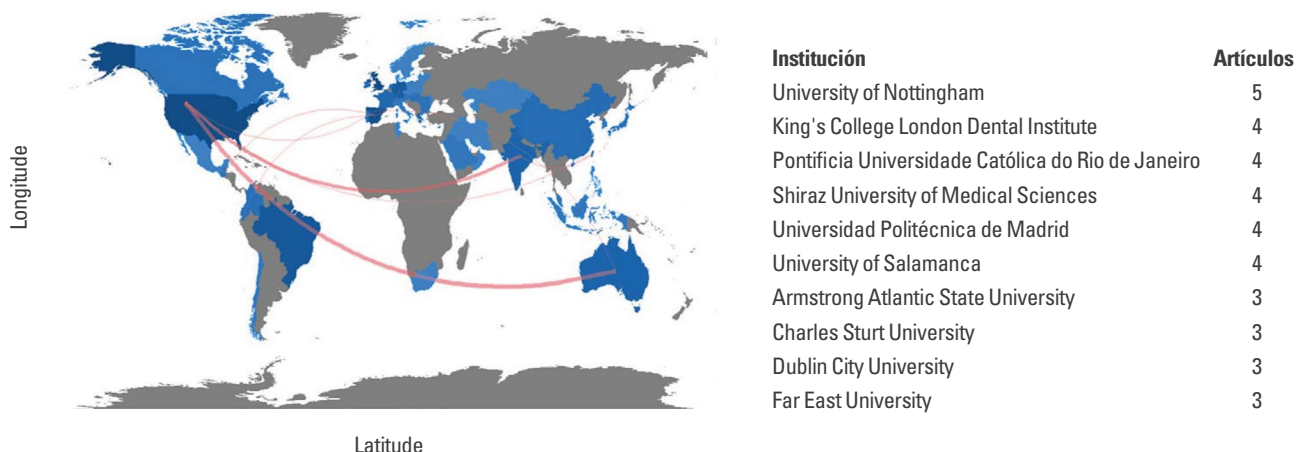 Longitude
Latitude
Institución Artículos
University of Nottingham 5
King's College London Dental Institute 4
Pontificia Universidade Católica do Rio de Janeiro 4
Shiraz University of Medical Sciences 4
Universidad Politécnica de Madrid 4
University of Salamanca 4
Armstrong Atlantic State University 3
Charles Sturt University 3
Dublin City University 3
Far East University 3